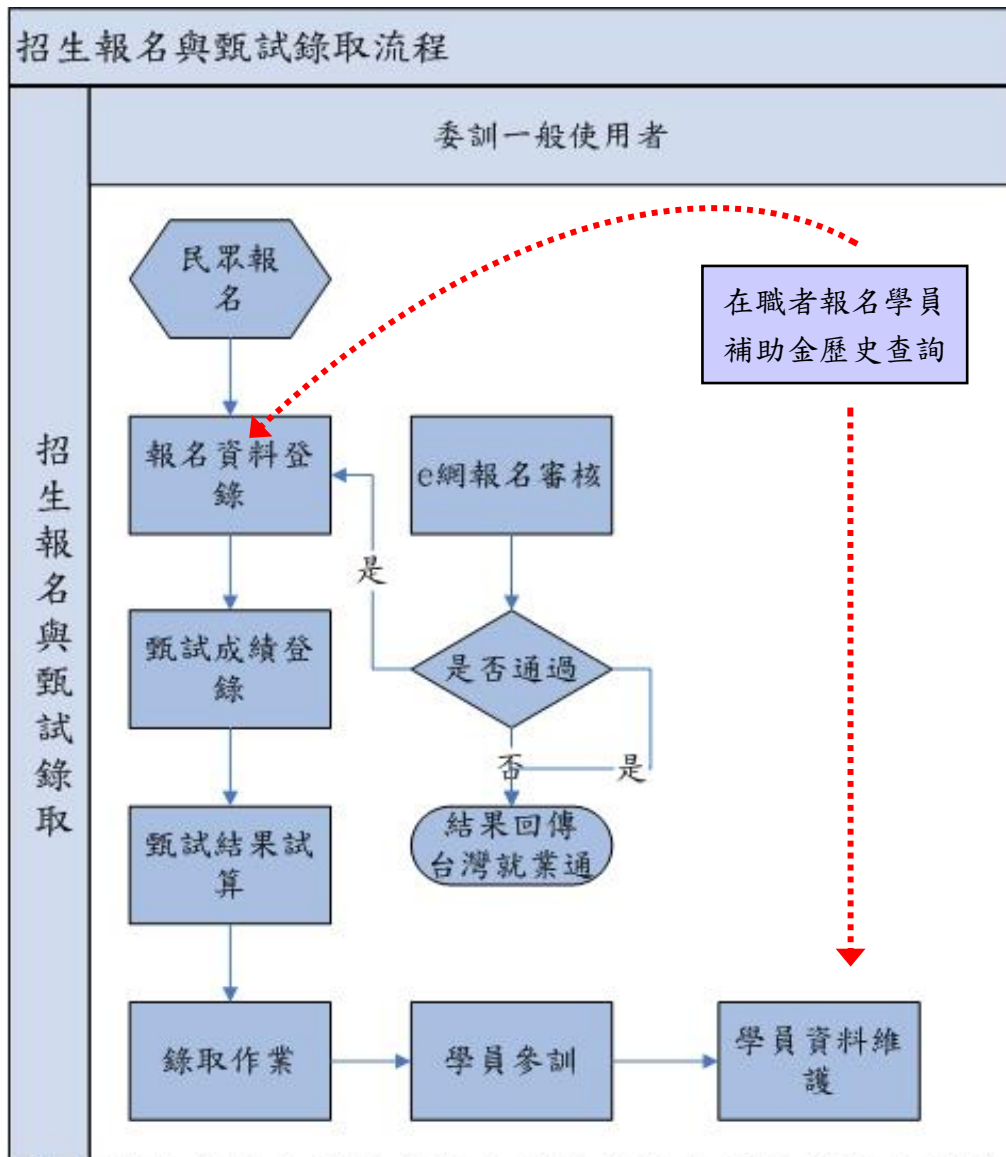 招生報名與甄試錄取流程
委訓一般使用者
招生報名與甄試錄取
民眾報
名
在職者報名學員
補助金歷史查詢
報名資料登
錄
e網報名審核
是
甄試成績登
錄
是否通過
否
是
甄試結果試
算
結果回傳
台灣就業通
錄取作業
學員參訓
學員資料維
護